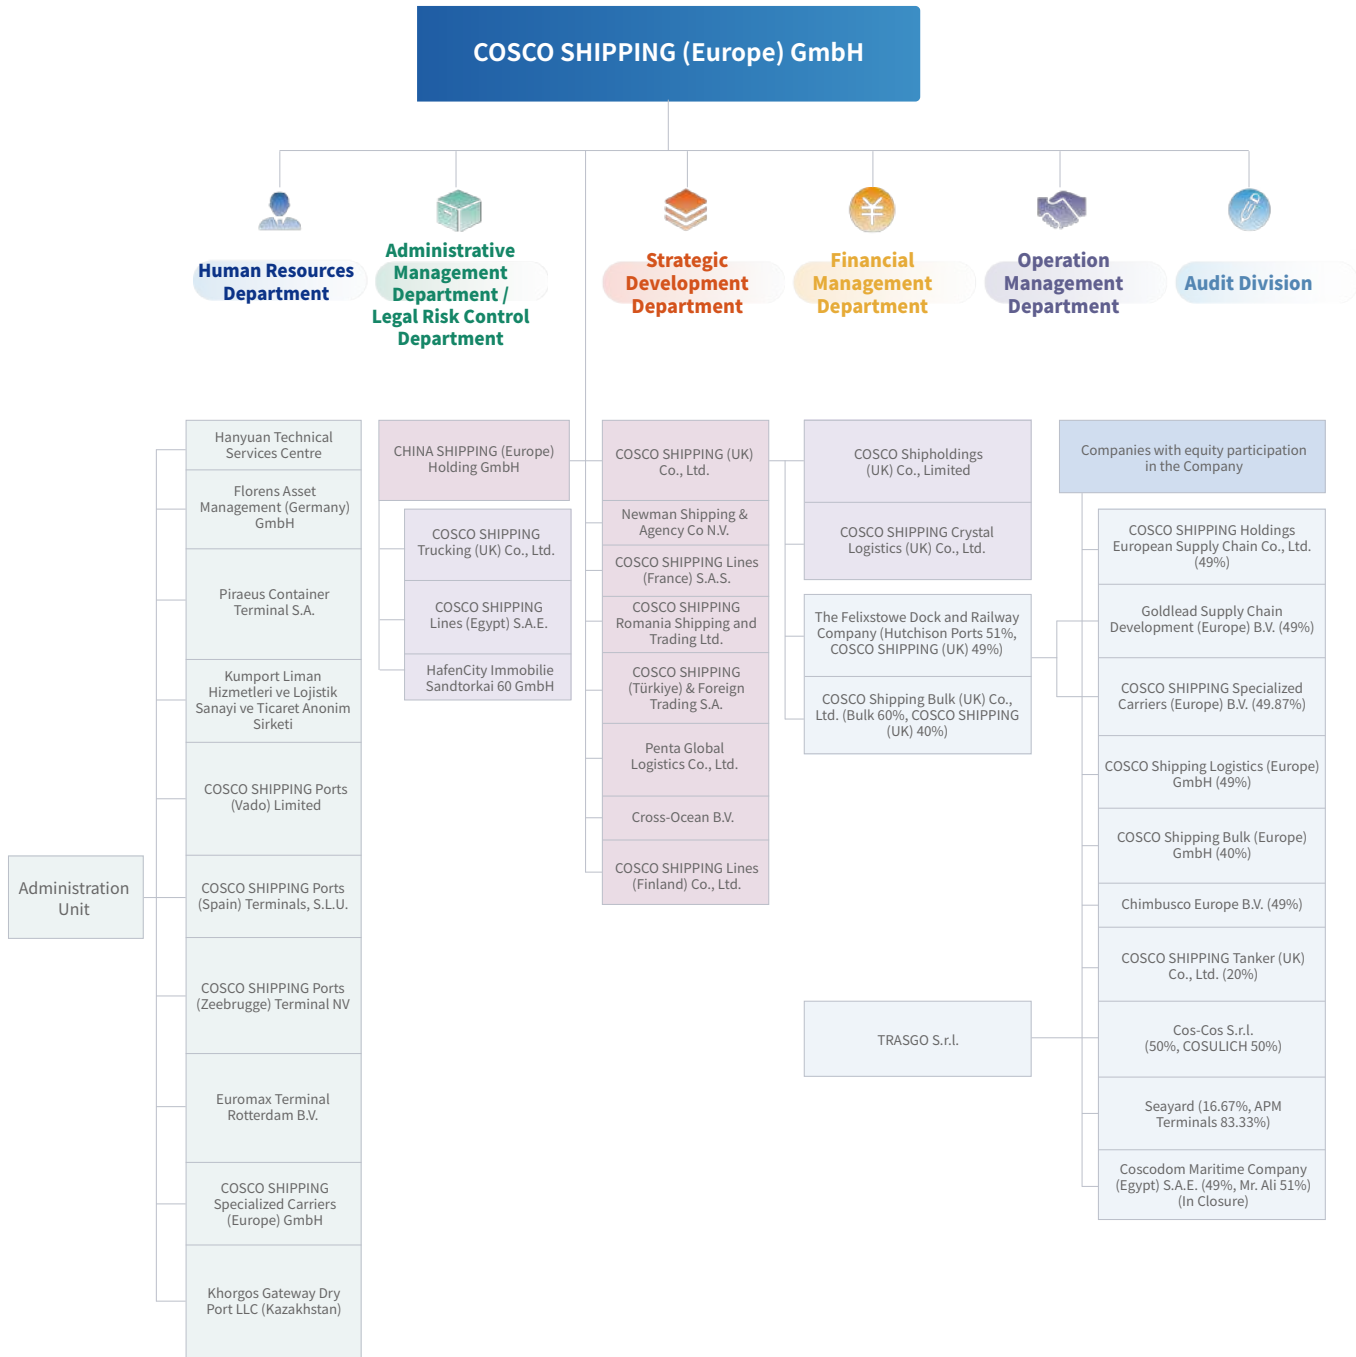 COSCO SHIPPING (Europe) GmbH
Human Resources
Department
Administrative
Management
Department /
Legal Risk Control
Department
Strategic
Development
Department
Financial
Management
Department
Operation
Management
Department
Audit Division
Administration
Unit
Hanyuan Technical
Services Centre
Florens Asset
Management (Germany)
GmbH
Piraeus Container
Terminal S.A.
Kumport Liman
Hizmetleri ve Lojistik
Sanayi ve Ticaret Anonim
Sirketi
COSCO SHIPPING Ports
(Vado) Limited
COSCO SHIPPING Ports
(Spain) Terminals, S.L.U.
COSCO SHIPPING Ports
(Zeebrugge) Terminal NV
Euromax Terminal
Rotterdam B.V.
COSCO SHIPPING
Specialized Carriers
(Europe) GmbH
Khorgos Gateway Dry
Port LLC (Kazakhstan)
CHINA SHIPPING (Europe)
Holding GmbH
COSCO SHIPPING
Trucking (UK) Co., Ltd.
COSCO SHIPPING
Lines (Egypt) S.A.E.
HafenCity Immobilie
Sandtorkai 60 GmbH
COSCO SHIPPING (UK)
Co., Ltd.
Newman Shipping &
Agency Co N.V.
COSCO SHIPPING Lines
(France) S.A.S.
COSCO SHIPPING
Romania Shipping and
Trading Ltd.
COSCO SHIPPING
(Türkiye) & Foreign
Trading S.A.
Penta Global
Logistics Co., Ltd.
Cross-Ocean B.V.
COSCO SHIPPING Lines
(Finland) Co., Ltd.
COSCO Shipholdings
(UK) Co., Limited
COSCO SHIPPING Crystal
Logistics (UK) Co., Ltd.
The Felixstowe Dock and Railway
Company (Hutchison Ports 51%,
COSCO SHIPPING (UK) 49%)
COSCO Shipping Bulk (UK) Co.,
Ltd. (Bulk 60%, COSCO SHIPPING
(UK) 40%)
TRASGO S.r.l.
Companies with equity participation
in the Company
COSCO SHIPPING Holdings
European Supply Chain Co., Ltd.
(49%)
Goldlead Supply Chain
Development (Europe) B.V. (49%)
COSCO SHIPPING Specialized
Carriers (Europe) B.V. (49.87%)
COSCO Shipping Logistics (Europe)
GmbH (49%)
COSCO Shipping Bulk (Europe)
GmbH (40%)
Chimbusco Europe B.V. (49%)
COSCO SHIPPING Tanker (UK)
Co., Ltd. (20%)
Cos-Cos S.r.l.
(50%, COSULICH 50%)
Seayard (16.67%, APM
Terminals 83.33%)
Coscodom Maritime Company
(Egypt) S.A.E. (49%, Mr. Ali 51%)
(In Closure)